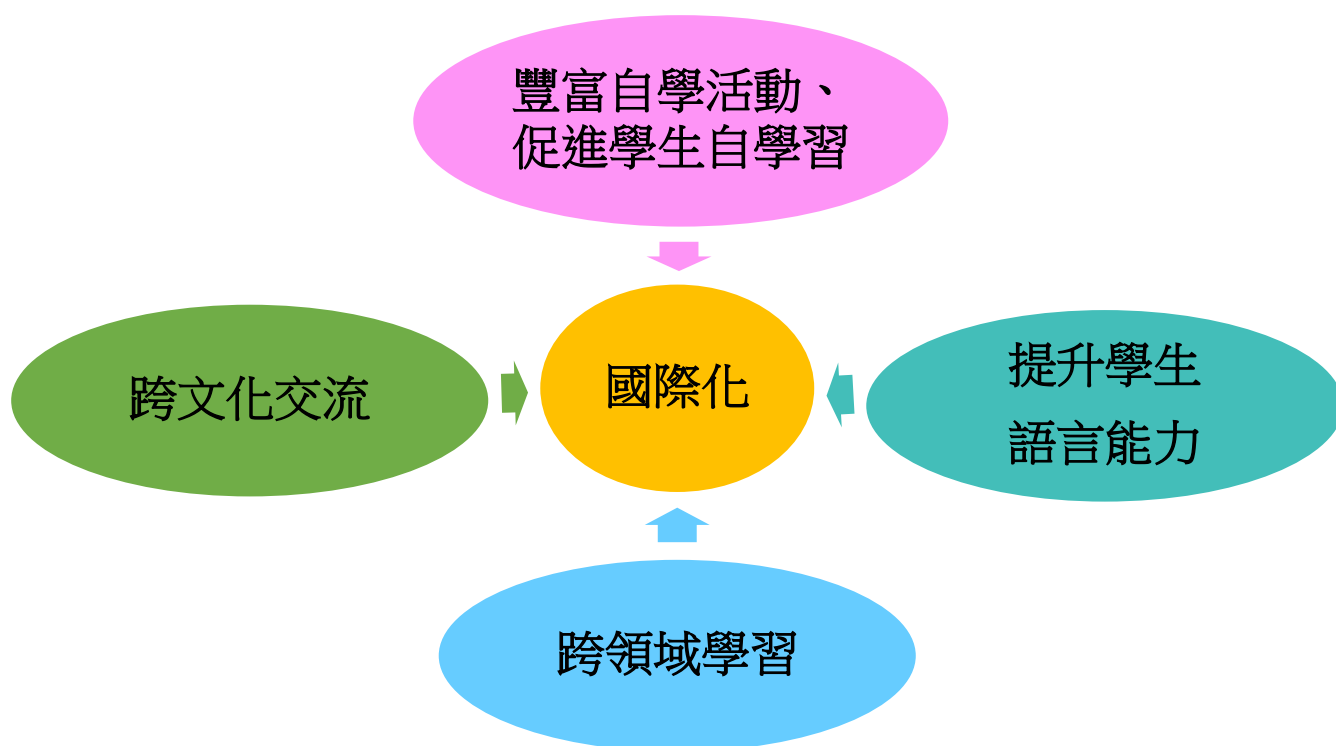 豐富自學活動、
促進學生自學習
跨文化交流
國際化
提升學生
語言能力
跨領域學習